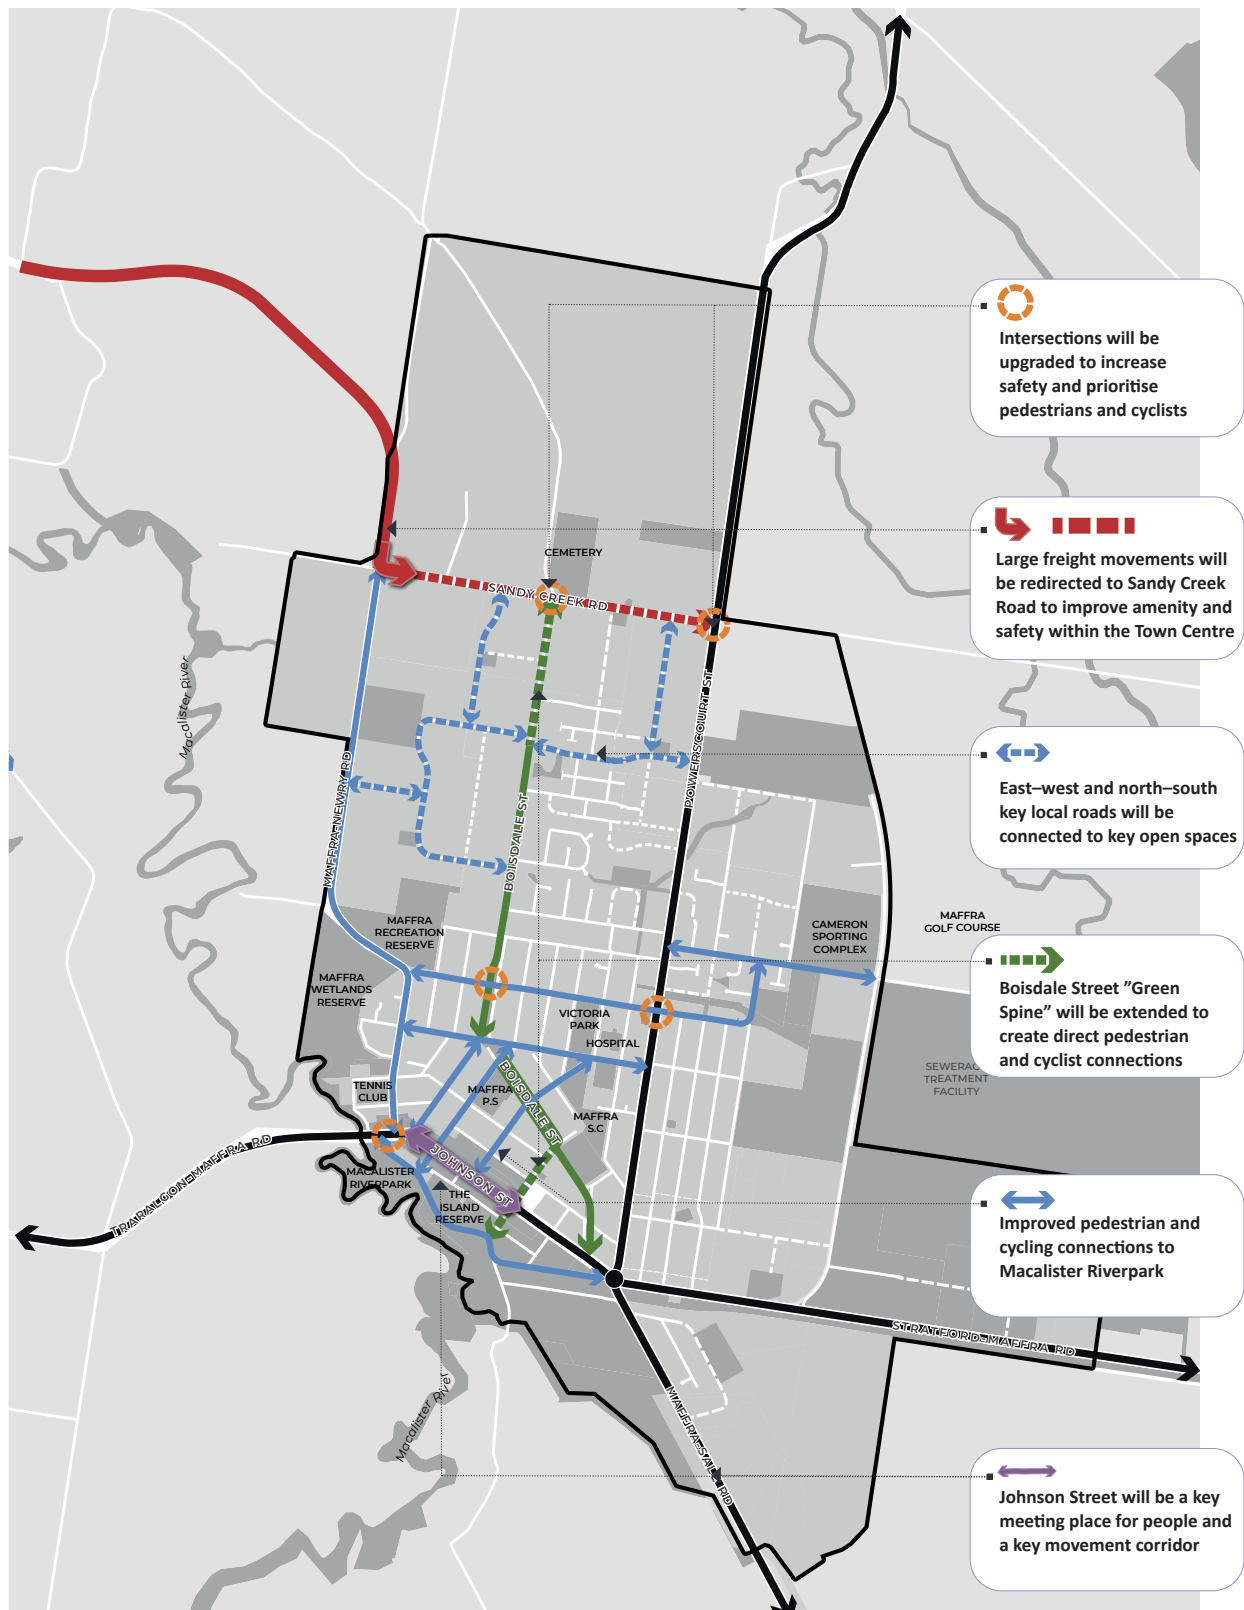 Intersections will be
upgraded to increase
safety and prioritise
pedestrians and cyclists
Large freight movements will
be redirected to Sandy Creek
Road to improve amenity and
safety within the Town Centre
East–west and north–south
key local roads will be
connected to key open spaces
Boisdale Street ”Green
Spine” will be extended to
create direct pedestrian
and cyclist connections
Improved pedestrian and
cycling connections to
Macalister Riverpark
Johnson Street will be a key
meeting place for people and
a key movement corridor
CEMETERY
SANDY CREEK RD
Macalister River
POWERSCOURT ST
MAFFRA-NEWRY RD
BOISDALE ST
MAFFRA
RECREATION
RESERVE
CAMERON
SPORTING
COMPLEX
MAFFRA
GOLF COURSE
MAFFRA
WETLANDS
RESERVE
VICTORIA
PARK
HOSPITAL
SEWERAGE
TREATMENT
FACILITY
TENNIS
CLUB
MAFFRA
P.S
BOISDALE ST
MAFFRA
S.C
TRARALGON-MAFFRA RD
JOHNSON ST
MACALISTER
RIVERPARK
THE
ISLAND
RESERVE
STRATFORD-MAFFRA RD
Macalister River
MAFFRA-SALE RD